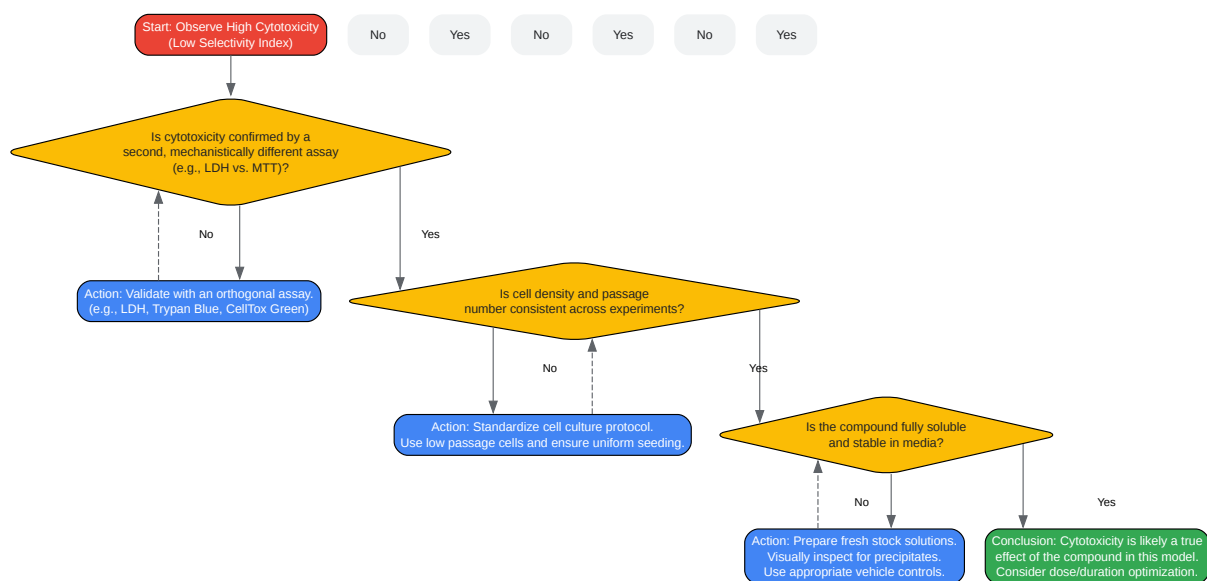 Start: Observe High Cytotoxicity
(Low Selectivity Index)
No
Yes
No
Yes
No
Yes
Is cytotoxicity confirmed by a
second, mechanistically different assay
(e.g., LDH vs. MTT)?
No
Yes
Action: Validate with an orthogonal assay.
(e.g., LDH, Trypan Blue, CellTox Green)
Is cell density and passage
number consistent across experiments?
No
Yes
Action: Standardize cell culture protocol.
Use low passage cells and ensure uniform seeding.
Is the compound fully soluble
and stable in media?
No
Yes
Action: Prepare fresh stock solutions.
Visually inspect for precipitates.
Use appropriate vehicle controls.
Conclusion: Cytotoxicity is likely a true
effect of the compound in this model.
Consider dose/duration optimization.